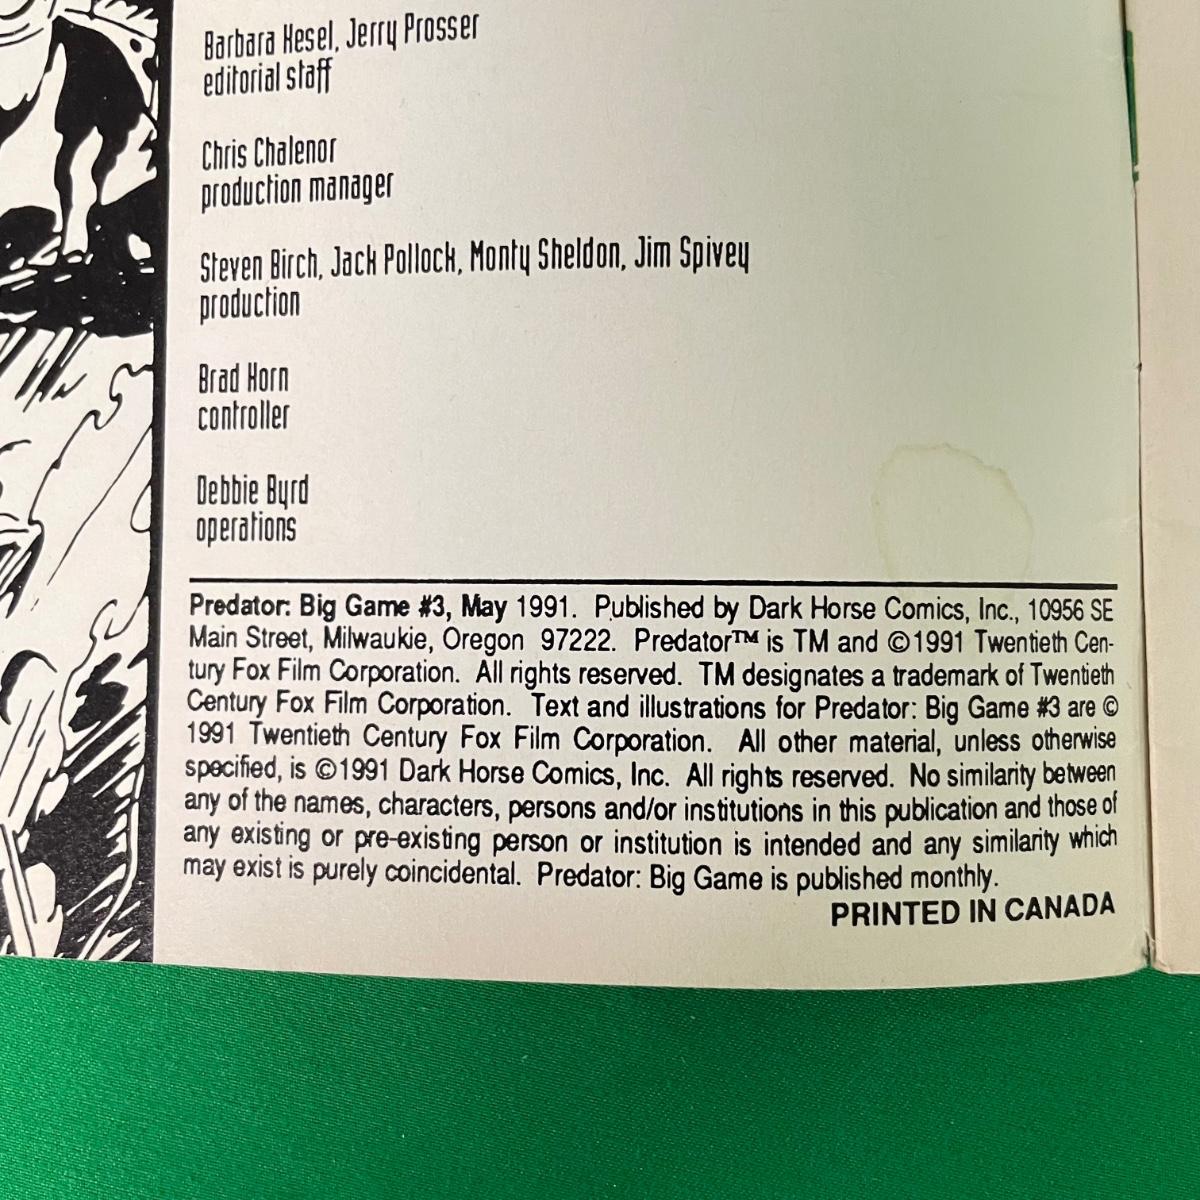 Barbara Kesel, Jerry Prosser
editorial staff
Chris Chalenor
production manager
Steven Birch, Jack Pollock, Monty Sheldon, Jim Spivey
production
Brad Horn
controller
Debbie Byrd
operations
Predator: Big Game #3, May 1991. Published by Dark Horse Comics, Inc., 10956 SE
Main Street, Milwaukie, Oregon 97222. Predator™ is TM and ©1991 Twentieth Cen-
tury Fox Film Corporation. All rights reserved. TM designates a trademark of Twentieth
Century Fox Film Corporation. Text and illustrations for Predator: Big Game #3 are ©
1991 Twentieth Century Fox Film Corporation. All other material, unless otherwise
specified, is ©1991 Dark Horse Comics, Inc. All rights reserved. No similarity between
any of the names, characters, persons and/or institutions in this publication and those of
any existing or pre-existing person or institution is intended and any similarity which
may exist is purely coincidental. Predator: Big Game is published monthly.
PRINTED IN CANADA